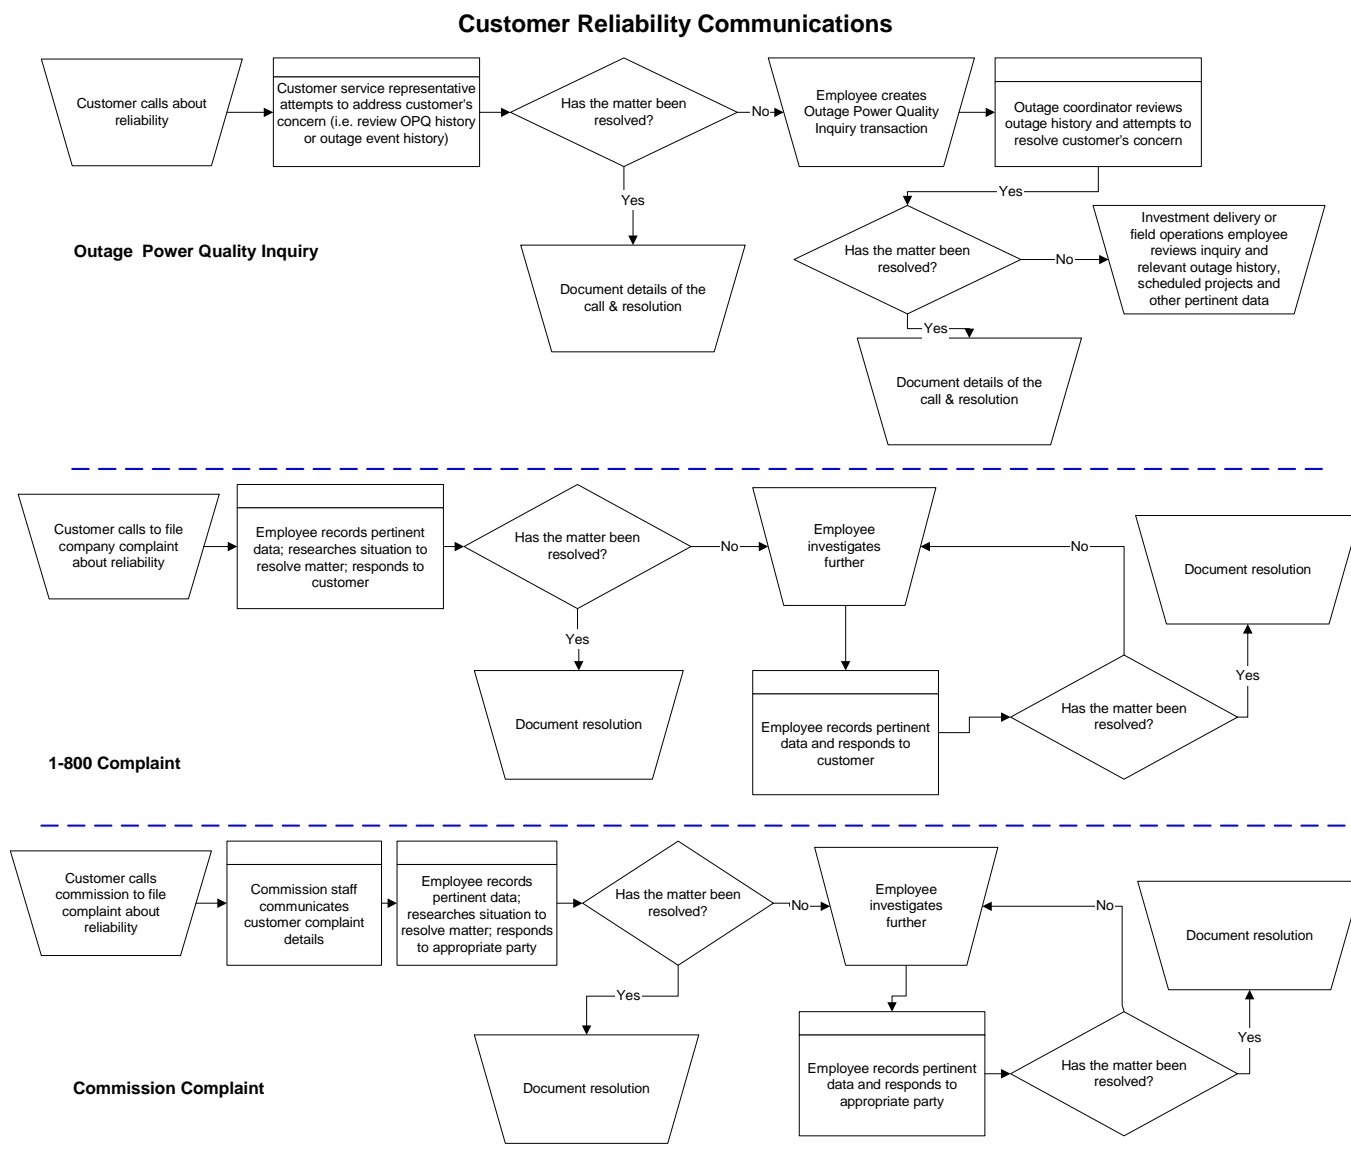 Customer Reliability Communications
Customer calls about
reliability
Customer service representative
attempts to address customer's
concern (i.e. review OPQ history
or outage event history)
Has the matter been
resolved?
No
Employee creates
Outage Power Quality
Inquiry transaction
Outage coordinator reviews
outage history and attempts to
resolve customer's concern
Yes
Yes
Outage  Power Quality Inquiry
Document details of the
call & resolution
Has the matter been
resolved?
No
Investment delivery or
field operations employee
reviews inquiry and
relevant outage history,
scheduled projects and
other pertinent data
Yes
Document details of the
call & resolution
Customer calls to file
company complaint
about reliability
Employee records pertinent
data; researches situation to
resolve matter; responds to
customer
Has the matter been
resolved?
No
Employee
investigates
further
No
Document resolution
Yes
Document resolution
Employee records pertinent
data and responds to
customer
Has the matter been
resolved?
Yes
1-800 Complaint
Customer calls
commission to file
complaint about
reliability
Commission staff
communicates
customer complaint
details
Employee records
pertinent data;
researches situation to
resolve matter; responds
to appropriate party
Has the matter been
resolved?
No
Employee
investigates
further
No
Document resolution
Yes
Document resolution
Employee records pertinent
data and responds to
appropriate party
Has the matter been
resolved?
Yes
Commission Complaint